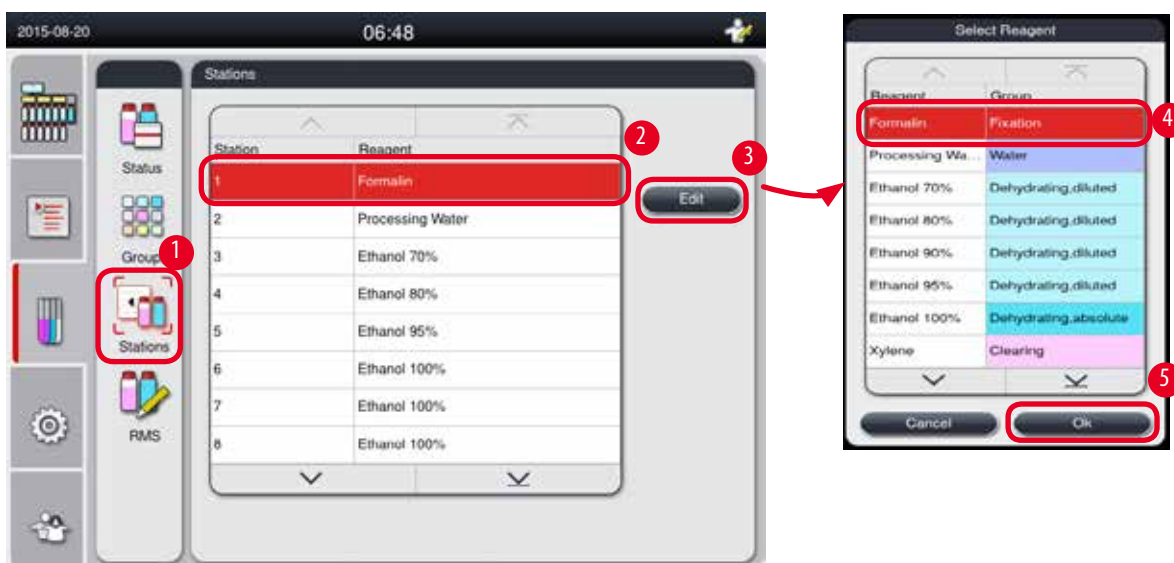 2015-08-20 06:48
Stations
Station Reagent
1 Formalin
2 Processing Water
3 Ethanol 70%
4 Ethanol 80%
5 Ethanol 95%
6 Ethanol 100%
7 Ethanol 100%
8 Ethanol 100%
Status
Group
Stations
RMS
Edit
1
2
3
Select Reagent
Reagent Group
Formalin Fixation
Processing Wa... Water
Ethanol 70% Dehydrating,diluted
Ethanol 80% Dehydrating,diluted
Ethanol 90% Dehydrating,diluted
Ethanol 95% Dehydrating,diluted
Ethanol 100% Dehydrating,absolute
Xylene Clearing
Cancel Ok
4
5